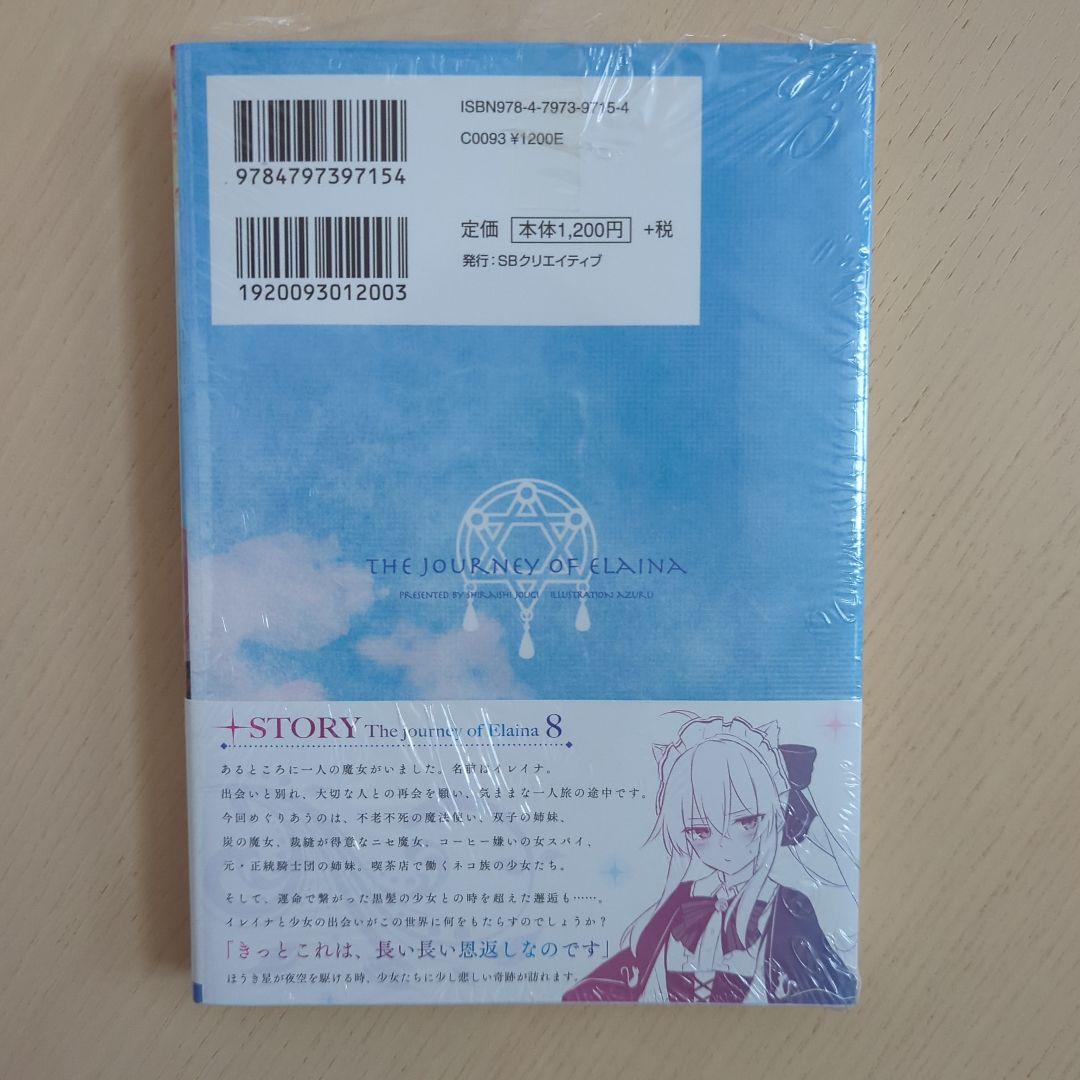 ISBN978-4-7973-9715-4
C0093 ¥1200E
9784797397154
定価 本体1,200円 +税
発行：SBクリエイティブ
1920093012003
THE JOURNEY OF ELAINA
PRESENTED BY SHIRAISHI JOUGI / ILLUSTRATION AZURU
STORY The journey of Elaina 8
あるところに一人の魔女がいました。名前はイレイナ。
出会いと別れ、大切な人との再会を願い、気ままな一人旅の途中です。
今回めぐりあうのは、不老不死の魔法使い、双子の姉妹、
炭の魔女、裁縫が得意なニセ魔女、コーヒー嫌いの女スパイ、
元・正統騎士団の姉妹。喫茶店で働くネコ族の少女たち。
そして、運命で繋がった黒髪の少女との時を超えた邂逅も……。
イレイナと少女の出会いがこの世界に何をもたらすのでしょうか？
「きっとこれは、長い長い恩返しなのです」
ほうき星が夜空を駆ける時、少女たちに少し悲しい奇跡が訪れます。